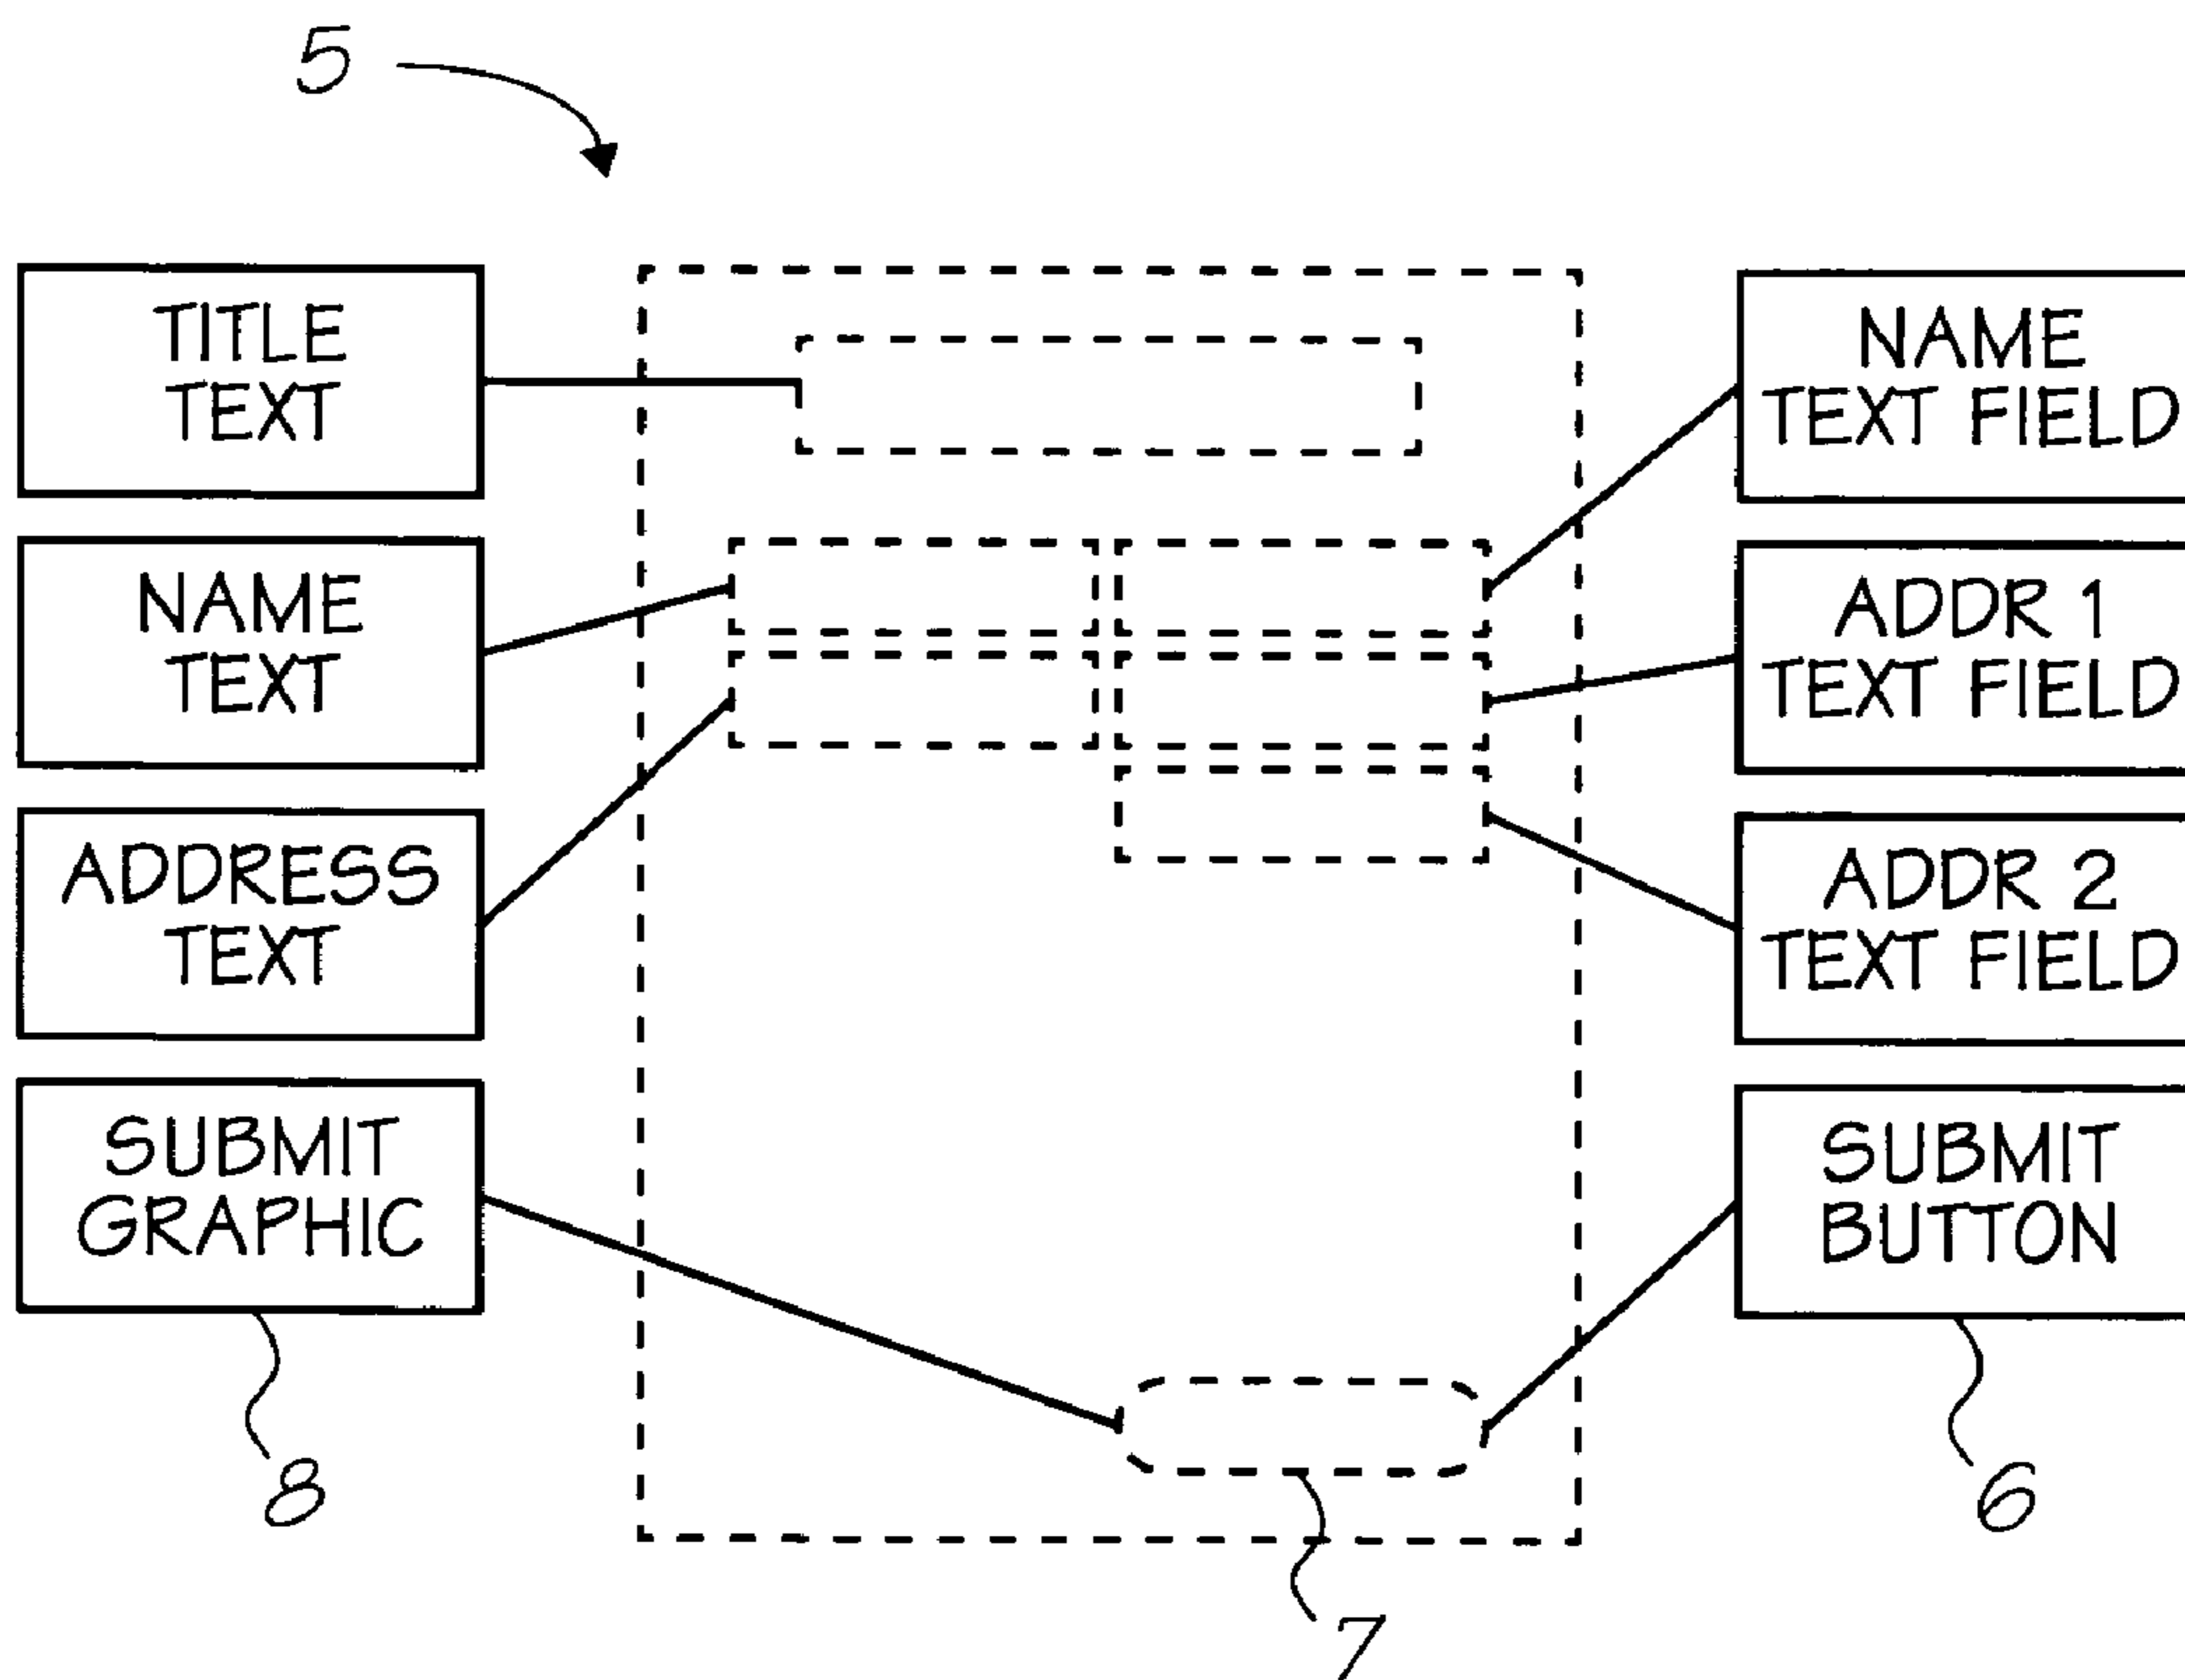 5
TITLE
TEXT
NAME
TEXT FIELD
NAME
TEXT
ADDR 1
TEXT FIELD
ADDRESS
TEXT
ADDR 2
TEXT FIELD
SUBMIT
GRAPHIC
SUBMIT
BUTTON
8
6
7